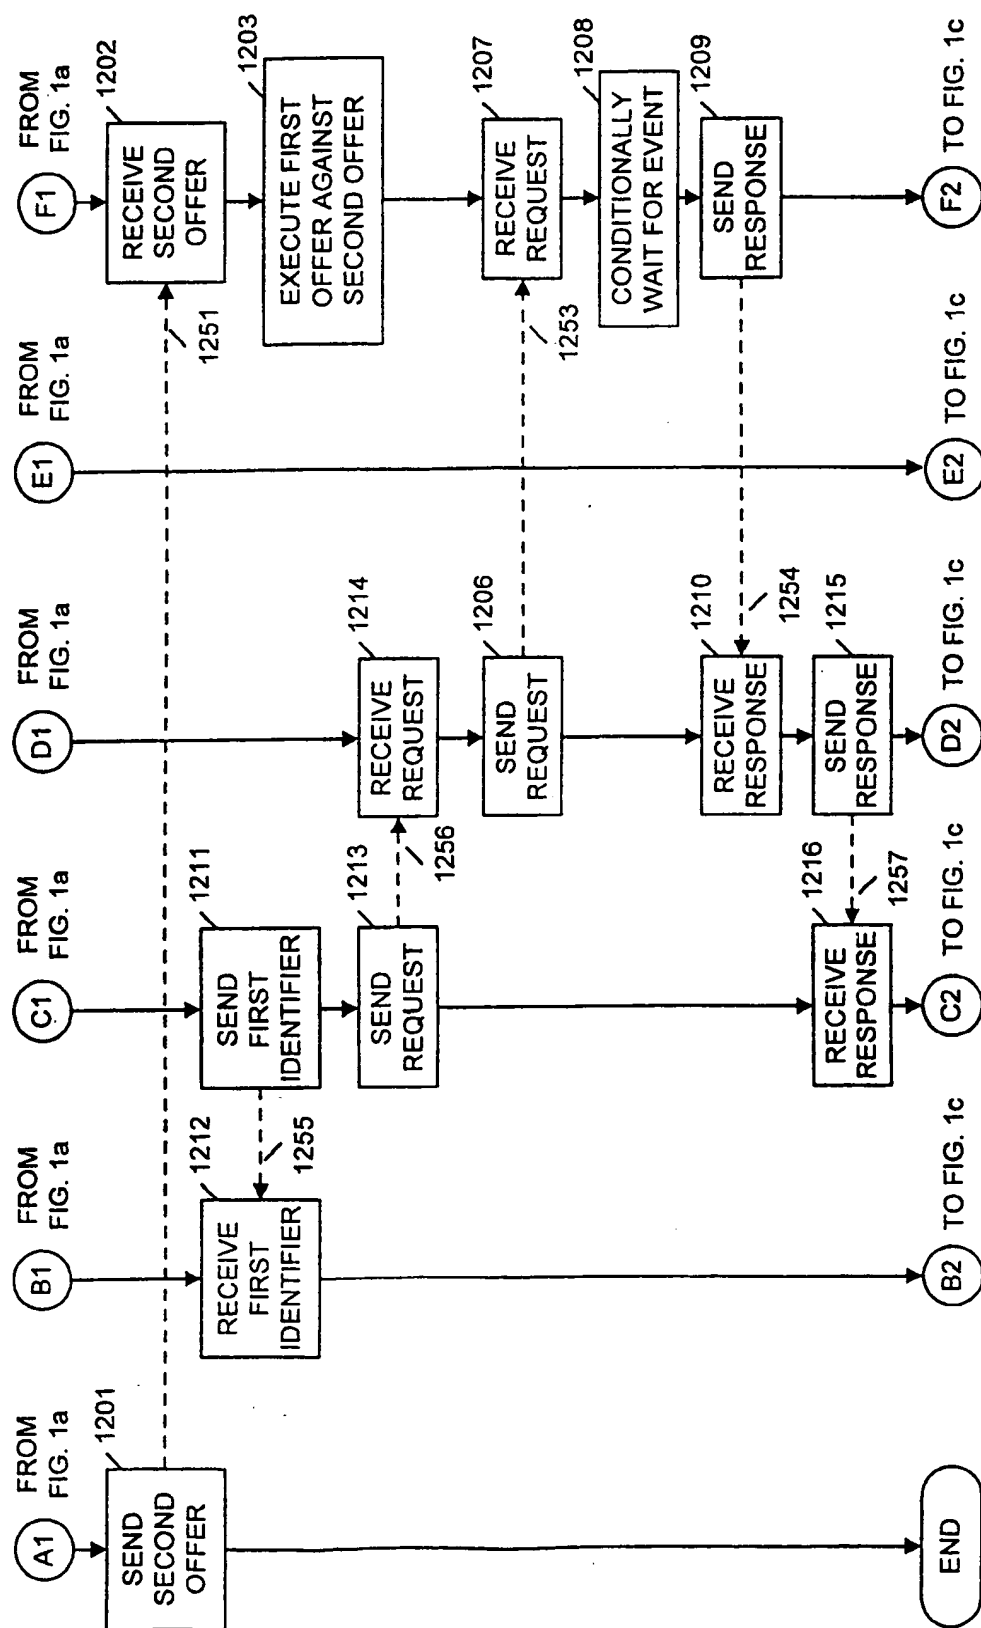 A1
FROM
FIG. 1a
B1
FROM
FIG. 1a
C1
FROM
FIG. 1a
D1
FROM
FIG. 1a
E1
FROM
FIG. 1a
F1
FROM
FIG. 1a
1201
SEND
SECOND
OFFER
1251
1202
RECEIVE
SECOND
OFFER
1212
RECEIVE
FIRST
IDENTIFIER
1255
1211
SEND
FIRST
IDENTIFIER
1203
EXECUTE FIRST
OFFER AGAINST
SECOND OFFER
1213
SEND
REQUEST
1256
1214
RECEIVE
REQUEST
1206
SEND
REQUEST
1253
1207
RECEIVE
REQUEST
1208
CONDITIONALLY
WAIT FOR EVENT
1210
RECEIVE
RESPONSE
1254
1209
SEND
RESPONSE
1216
RECEIVE
RESPONSE
1257
1215
SEND
RESPONSE
END
B2
TO FIG. 1c
C2
TO FIG. 1c
D2
TO FIG. 1c
E2
TO FIG. 1c
F2
TO FIG. 1c